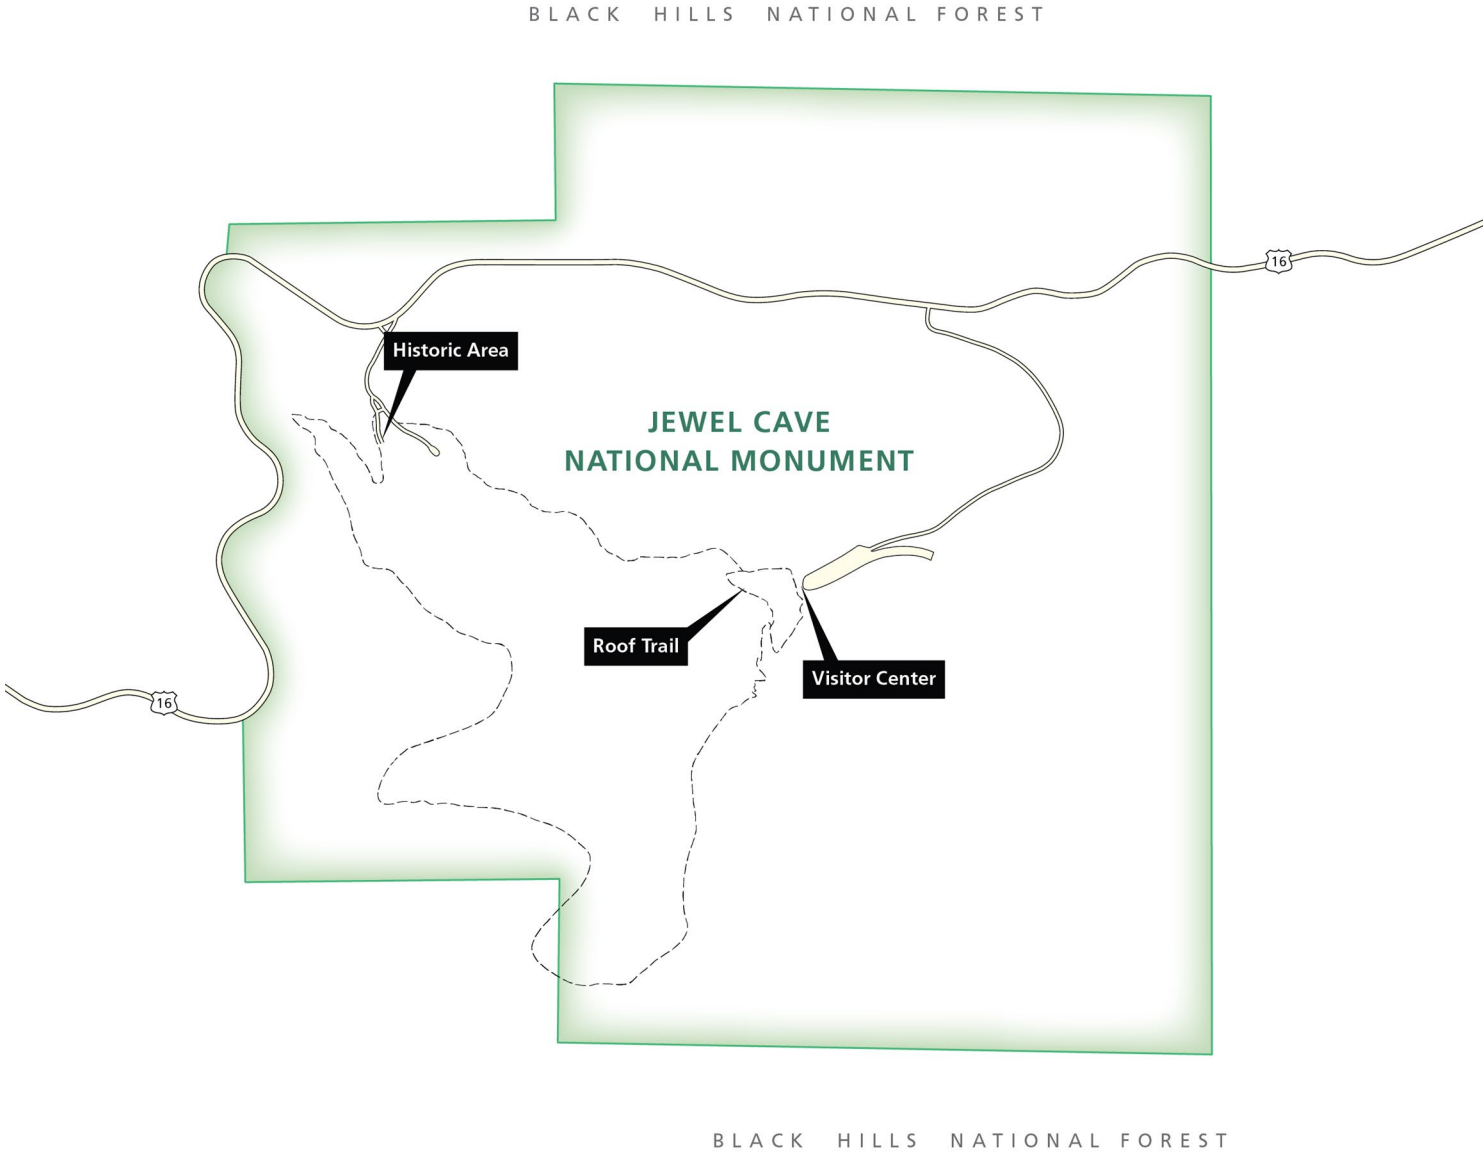 BLACK HILLS NATIONAL FOREST
16
Historic Area
JEWEL CAVE
NATIONAL MONUMENT
Roof Trail
Visitor Center
16
BLACK HILLS NATIONAL FOREST